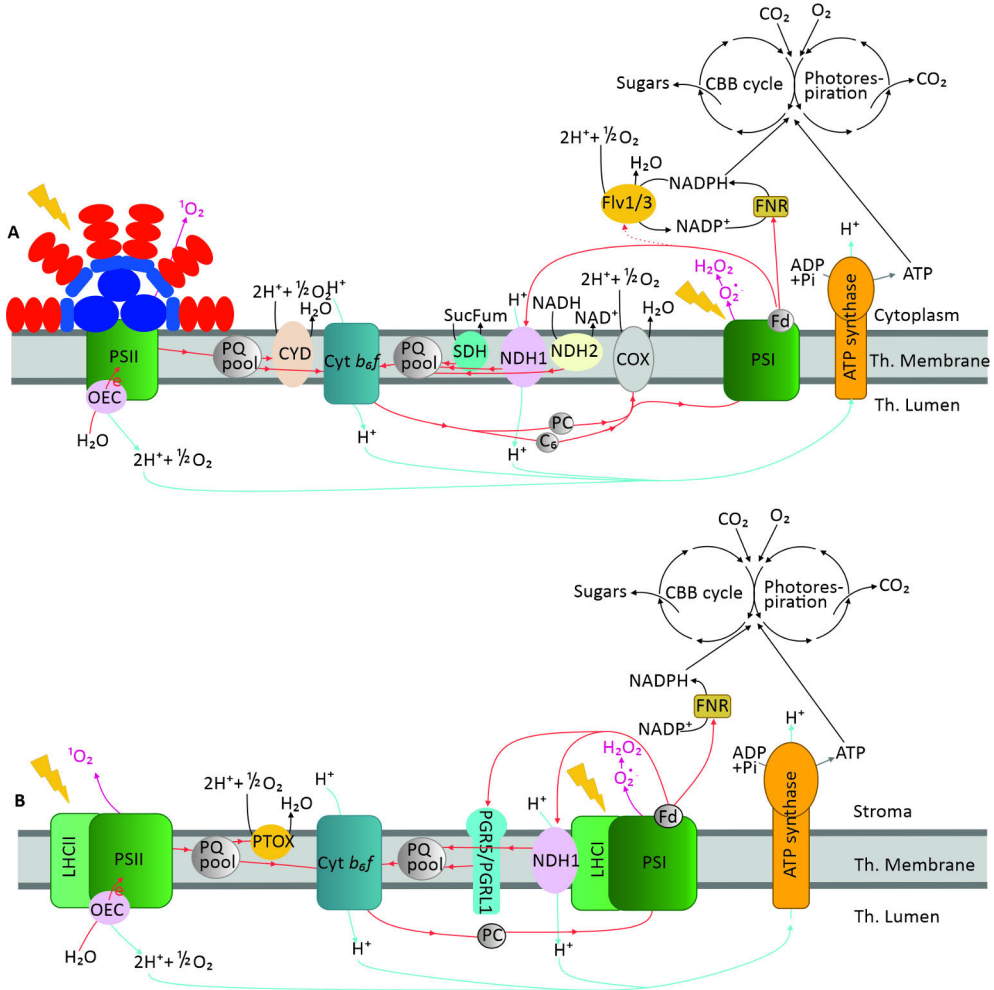 CO₂ O₂
Sugars CBB cycle Photores-
piration CO₂
2H⁺+ ½O₂
H₂O
NADPH
Flv1/3
FNR
NADP⁺
¹O₂
A
H⁺
H₂O₂
O₂•⁻
ADP
+Pi
ATP
2H⁺+ ½O₂
H₂O
H⁺
SucFum
H⁺
NADH
NAD⁺
2H⁺+ ½O₂
H₂O
Fd
ATP synthase
Cytoplasm
PSII
PQ
pool
CYD
Cyt b₆f
PQ
pool
SDH
NDH1
NDH2
COX
PSI
Th. Membrane
e
OEC
H₂O
2H⁺+ ½O₂
H⁺
PC
C₆
H⁺
Th. Lumen
CO₂ O₂
Sugars CBB cycle Photores-
piration CO₂
NADPH
FNR
NADP⁺
¹O₂
B
2H⁺+ ½O₂
H₂O
H⁺
H⁺
H₂O₂
O₂•⁻
Fd
H⁺
ADP
+Pi
ATP
ATP synthase
Stroma
LHCII
PSII
PQ
pool
PTOX
Cyt b₆f
PQ
pool
PGR5/PGRL1
NDH1
LHCI
PSI
Th. Membrane
e
OEC
H₂O
2H⁺+ ½O₂
H⁺
PC
H⁺
Th. Lumen